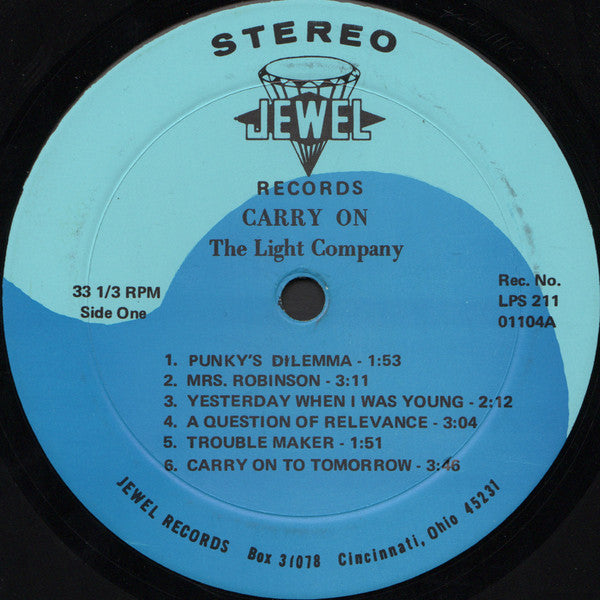 STEREO
JEWEL
RECORDS
CARRY ON
The Light Company
33 1/3 RPM
Side One
Rec. No.
LPS 211
01104A
1. PUNKY'S DILEMMA - 1:53
2. MRS. ROBINSON - 3:11
3. YESTERDAY WHEN I WAS YOUNG - 2:12
4. A QUESTION OF RELEVANCE - 3:04
5. TROUBLE MAKER - 1:51
6. CARRY ON TO TOMORROW - 3:46
JEWEL RECORDS Box 31078 Cincinnati, Ohio 45231